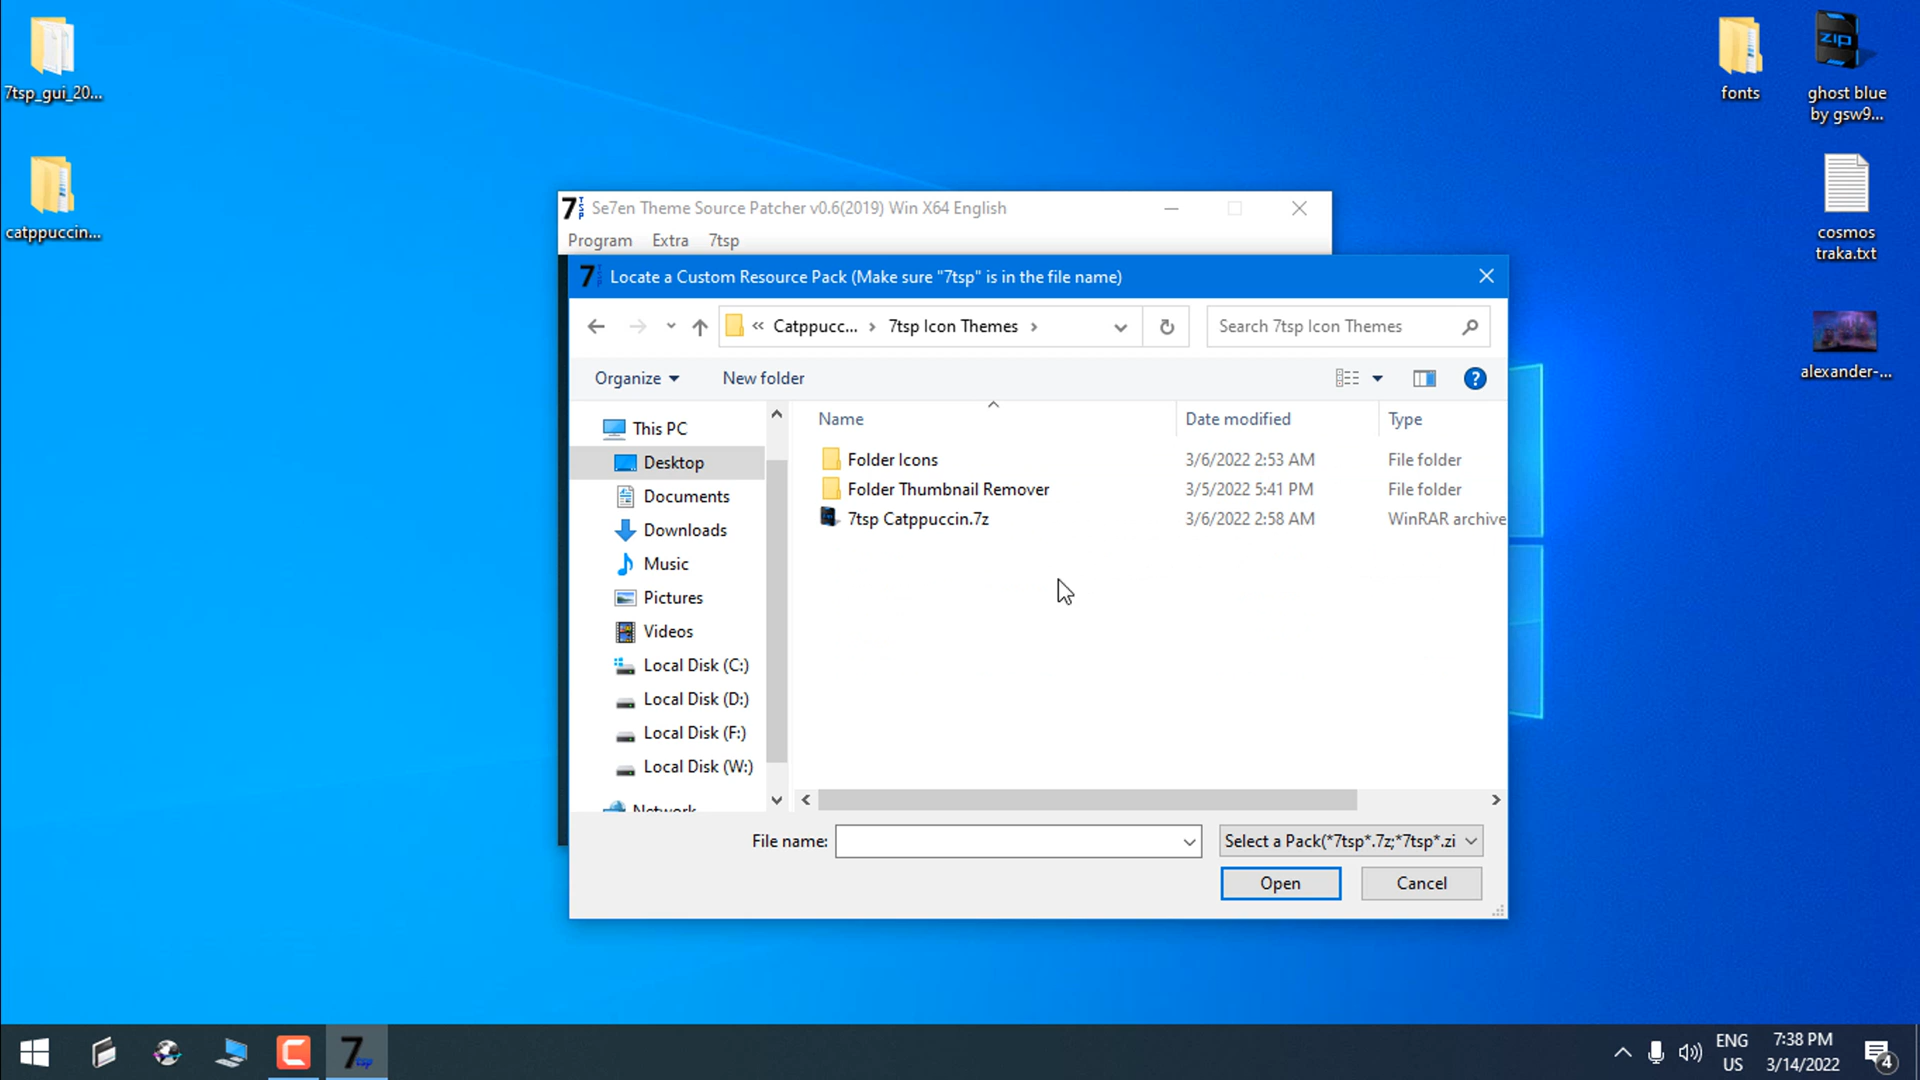 7tsp_gui_20...
catppuccin...
fonts
ghost blue
by gsw9...
cosmos
traka.txt
alexander-...
Se7en Theme Source Patcher v0.6(2019) Win X64 English
Program Extra 7tsp
Locate a Custom Resource Pack (Make sure "7tsp" is in the file name)
« Catppucc... › 7tsp Icon Themes ›
Search 7tsp Icon Themes
Organize New folder
This PC
Desktop
Documents
Downloads
Music
Pictures
Videos
Local Disk (C:)
Local Disk (D:)
Local Disk (F:)
Local Disk (W:)
Network
Name Date modified Type
Folder Icons 3/6/2022 2:53 AM File folder
Folder Thumbnail Remover 3/5/2022 5:41 PM File folder
7tsp Catppuccin.7z 3/6/2022 2:58 AM WinRAR archive
File name:
Select a Pack(*7tsp*.7z;*7tsp*.zi
Open Cancel
ENG
US
7:38 PM
3/14/2022
4